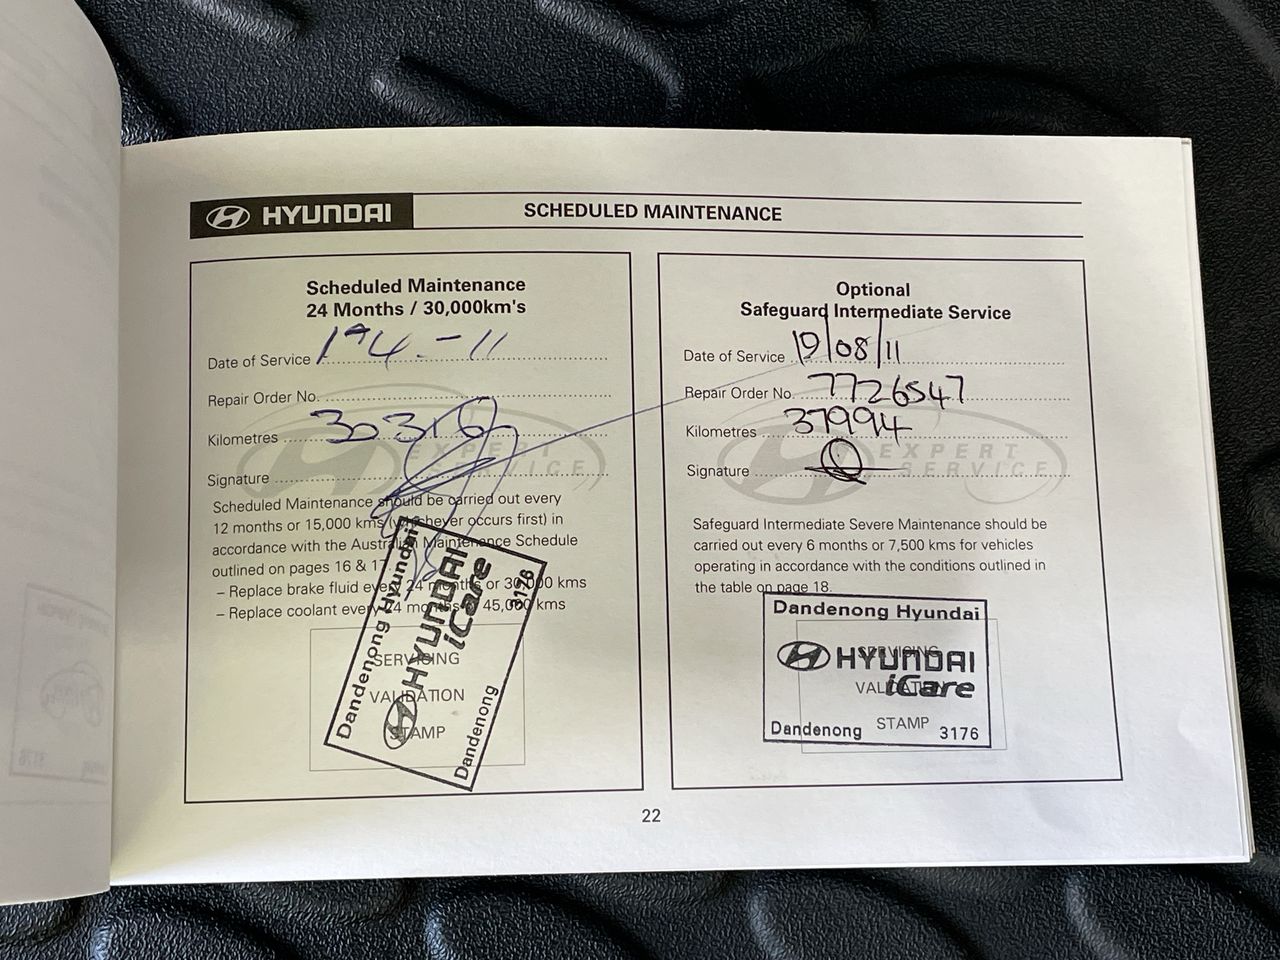 HYUNDAI
SCHEDULED MAINTENANCE
Scheduled Maintenance
24 Months / 30,000km's
Date of Service 19-4-11
Repair Order No.
Kilometres 30316
Signature
EXPERT
SERVICE
Scheduled Maintenance should be carried out every
12 months or 15,000 kms (whichever occurs first) in
accordance with the Australian Maintenance Schedule
outlined on pages 16 & 17
– Replace brake fluid every 24 months or 30,000 kms
– Replace coolant every 24 months or 45,000 kms
SERVICING
VALIDATION
STAMP
Dandenong Hyundai
HYUNDAI
iCare
Dandenong 3176
Optional
Safeguard Intermediate Service
Date of Service 19/08/11
Repair Order No. 7726547
Kilometres 37994
Signature
EXPERT
SERVICE
Safeguard Intermediate Severe Maintenance should be
carried out every 6 months or 7,500 kms for vehicles
operating in accordance with the conditions outlined in
the table on page 18.
SERVICING
VALIDATION
STAMP
Dandenong Hyundai
HYUNDAI
iCare
Dandenong 3176
22